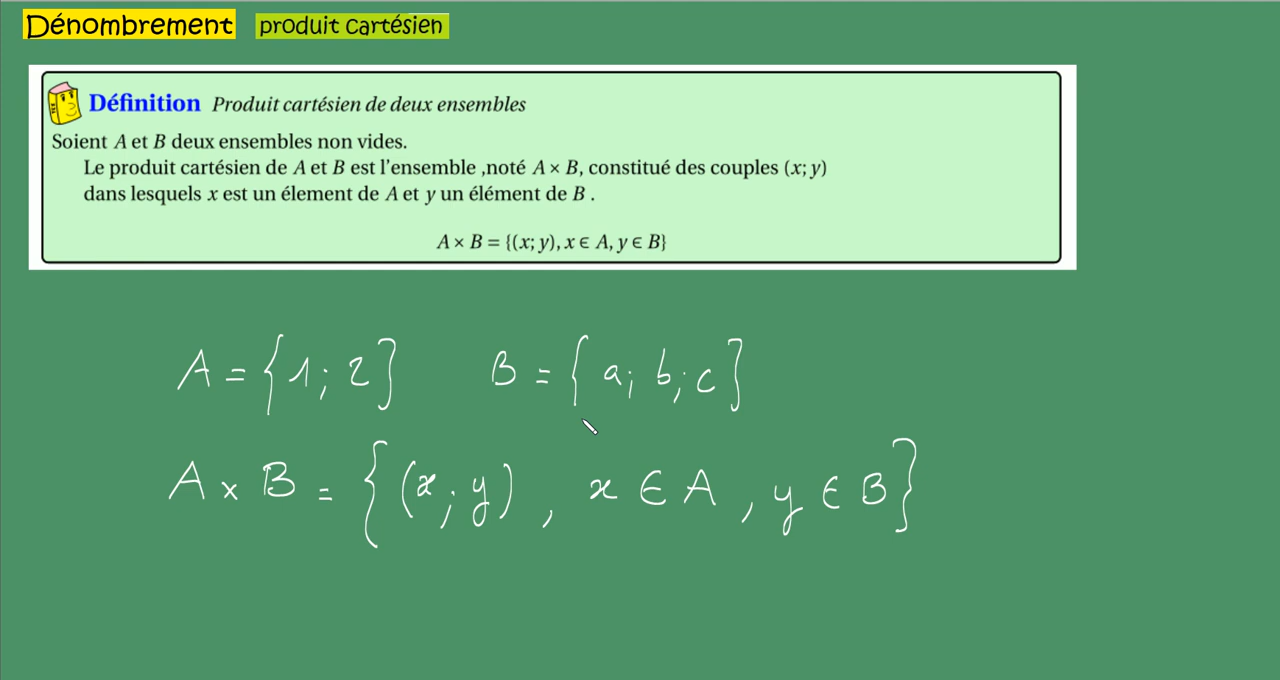 Dénombrement produit cartésien
Définition Produit cartésien de deux ensembles
Soient A et B deux ensembles non vides.
Le produit cartésien de A et B est l'ensemble ,noté A × B, constitué des couples (x; y)
dans lesquels x est un élement de A et y un élément de B .
A × B = {(x; y), x ∈ A, y ∈ B}
A = {1; 2} B = {a; b; c}
A × B = {(x; y), x ∈ A, y ∈ B}